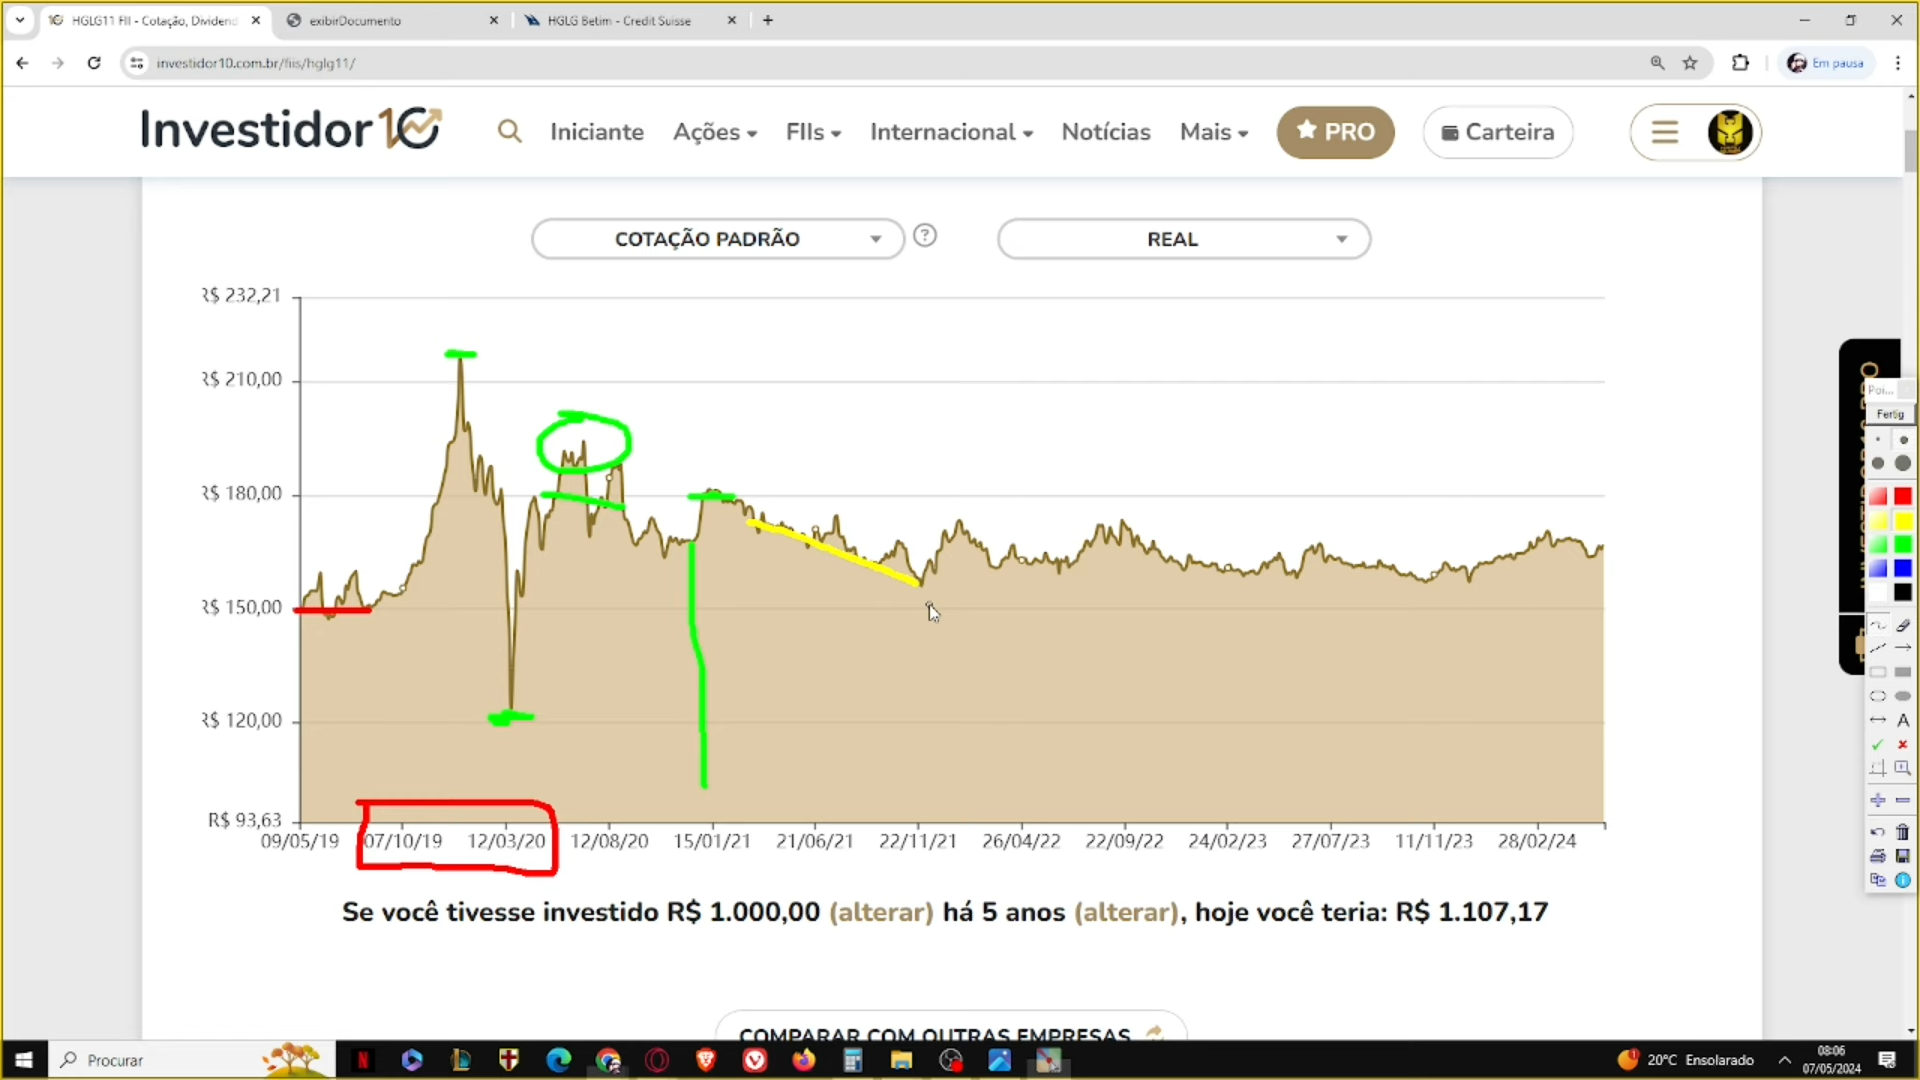 HGLG11 FII - Cotação, Dividend
exibirDocumento
HGLG Betim - Credit Suisse
investidor10.com.br/fiis/hglg11/
Em pausa
Investidor 10
Iniciante
Ações
FIIs
Internacional
Notícias
Mais
PRO
Carteira
COTAÇÃO PADRÃO
?
REAL
R$ 232,21
R$ 210,00
R$ 180,00
R$ 150,00
R$ 120,00
R$ 93,63
09/05/19 07/10/19 12/03/20 12/08/20 15/01/21 21/06/21 22/11/21 26/04/22 22/09/22 24/02/23 27/07/23 11/11/23 28/02/24
Se você tivesse investido R$ 1.000,00 (alterar) há 5 anos (alterar), hoje você teria: R$ 1.107,17
COMPARAR COM OUTRAS EMPRESAS
Poi...
Fertig
A
Procurar
20°C Ensolarado
08:06
07/05/2024